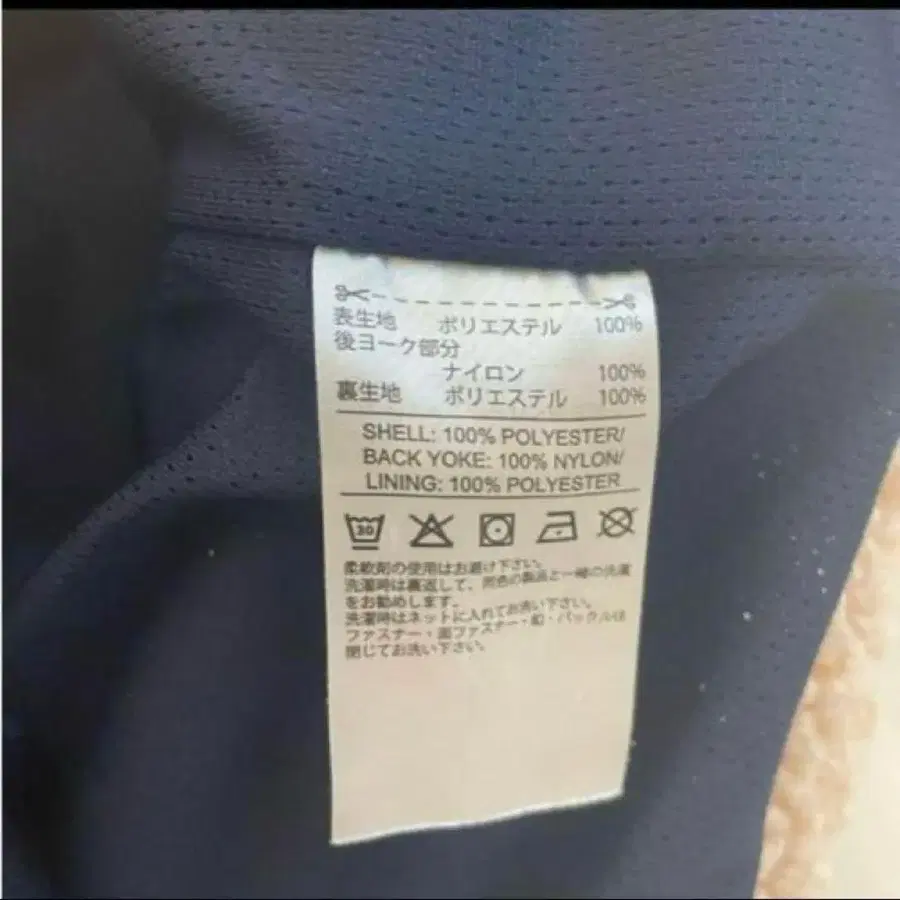 表生地 ポリエステル 100%
後ヨーク部分
ナイロン 100%
裏生地 ポリエステル 100%
SHELL: 100% POLYESTER/
BACK YOKE: 100% NYLON/
LINING: 100% POLYESTER
30
柔軟剤の使用はお避け下さい。
洗濯時は裏返して、同色の製品と一緒の洗濯
をお勧めします。
洗濯時はネットに入れてお洗い下さい。
ファスナー・面ファスナー・釦・バックルは
閉じてお洗い下さい。